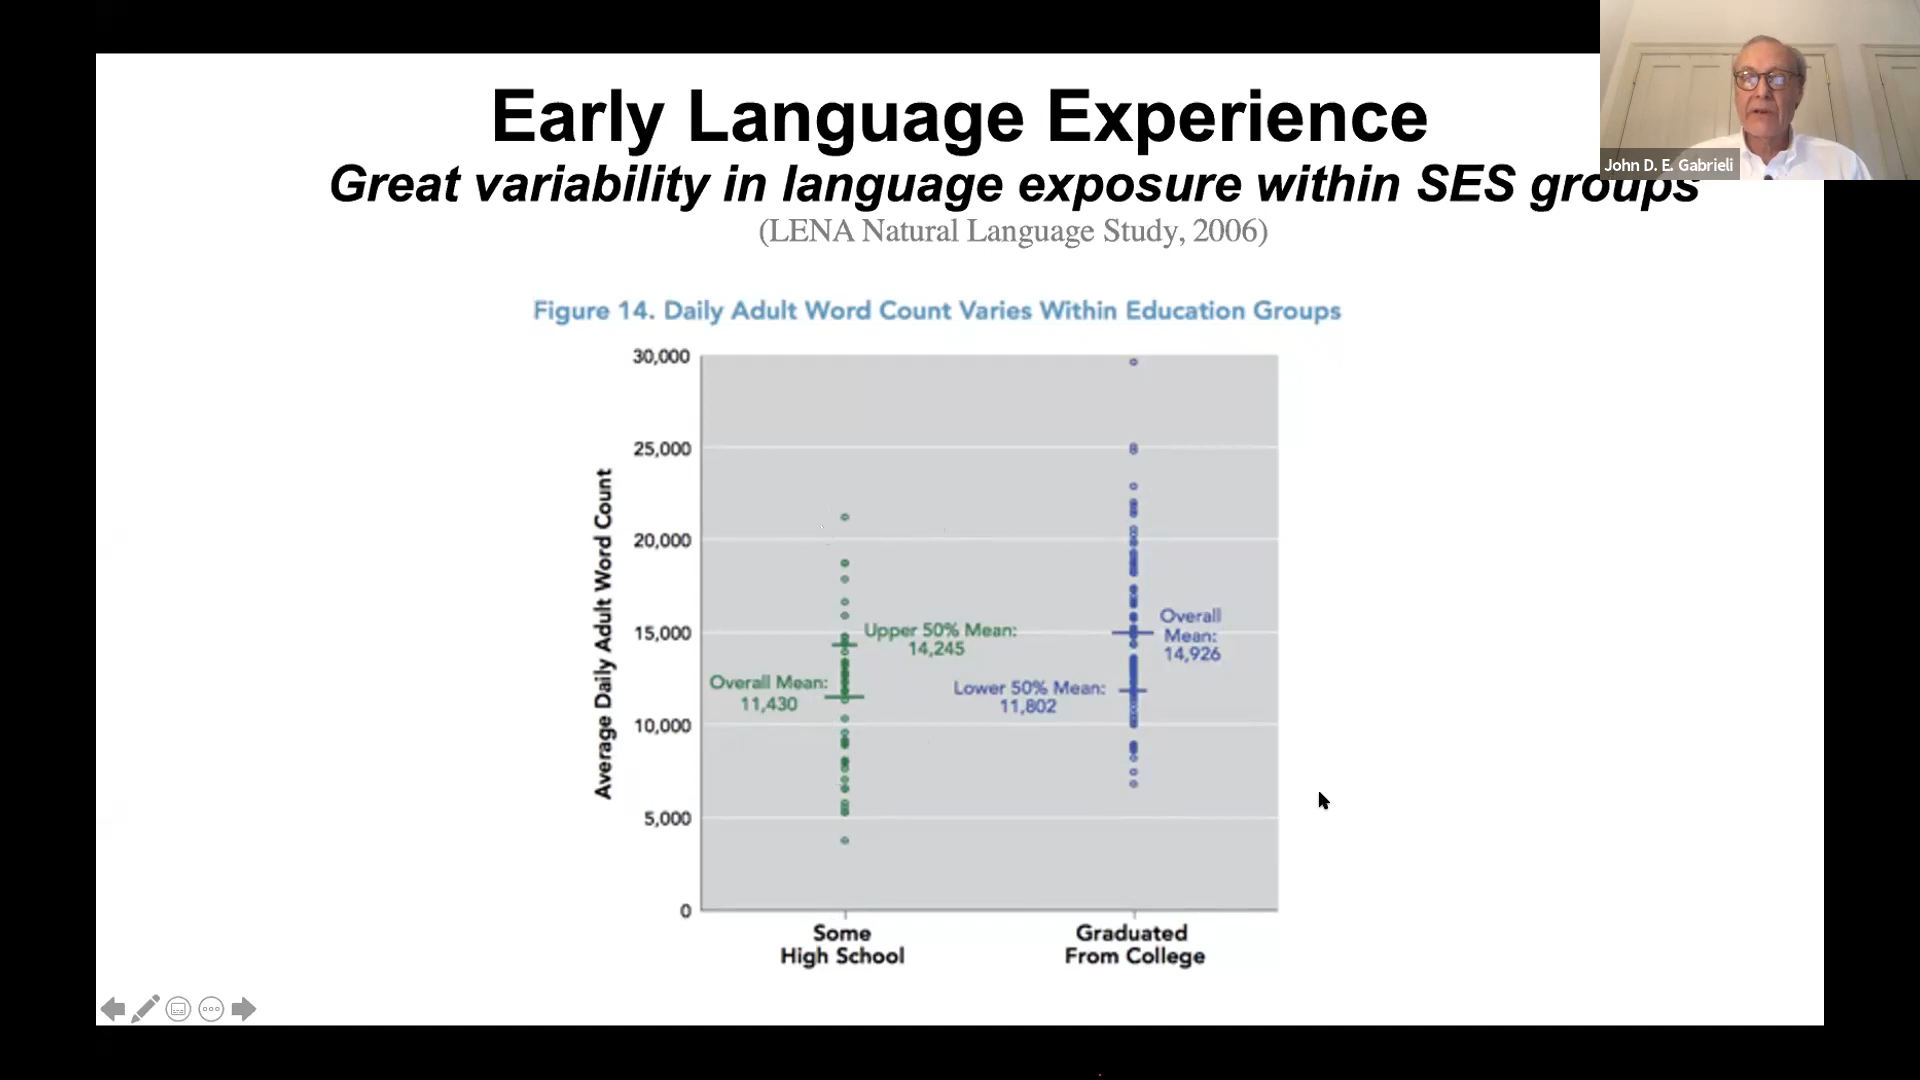 Early Language Experience
Great variability in language exposure within SES groups
(LENA Natural Language Study, 2006)
John D. E. Gabrieli
Figure 14. Daily Adult Word Count Varies Within Education Groups
Average Daily Adult Word Count
30,000
25,000
20,000
15,000
10,000
5,000
0
Upper 50% Mean:
14,245
Overall Mean:
11,430
Overall
Mean:
14,926
Lower 50% Mean:
11,802
Some
High School
Graduated
From College